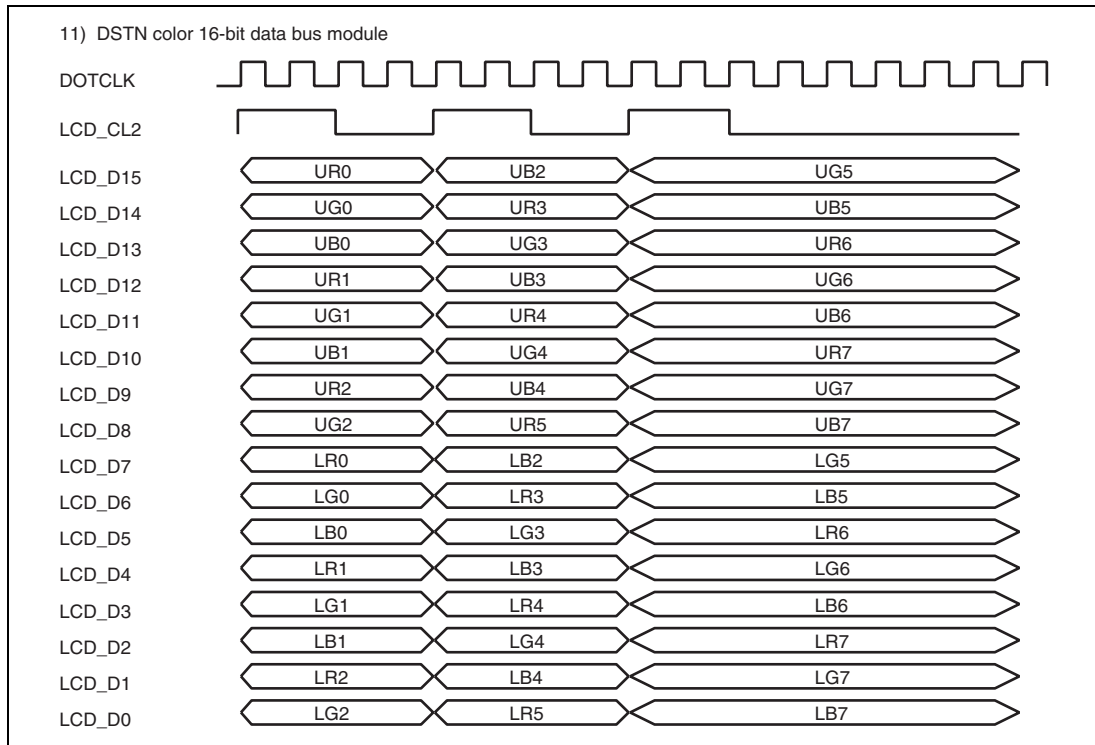 11) DSTN color 16-bit data bus module
DOTCLK
LCD_CL2
LCD_D15 UR0 UB2 UG5
LCD_D14 UG0 UR3 UB5
LCD_D13 UB0 UG3 UR6
LCD_D12 UR1 UB3 UG6
LCD_D11 UG1 UR4 UB6
LCD_D10 UB1 UG4 UR7
LCD_D9 UR2 UB4 UG7
LCD_D8 UG2 UR5 UB7
LCD_D7 LR0 LB2 LG5
LCD_D6 LG0 LR3 LB5
LCD_D5 LB0 LG3 LR6
LCD_D4 LR1 LB3 LG6
LCD_D3 LG1 LR4 LB6
LCD_D2 LB1 LG4 LR7
LCD_D1 LR2 LB4 LG7
LCD_D0 LG2 LR5 LB7